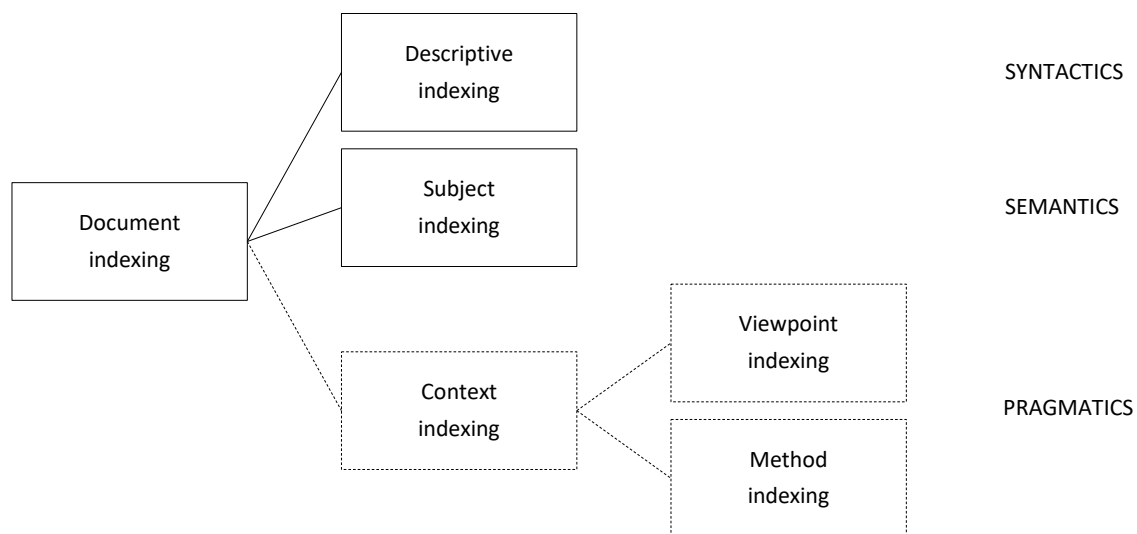 Descriptive
indexing
SYNTACTICS
Subject
indexing
SEMANTICS
Document
indexing
Viewpoint
indexing
Context
indexing
PRAGMATICS
Method
indexing